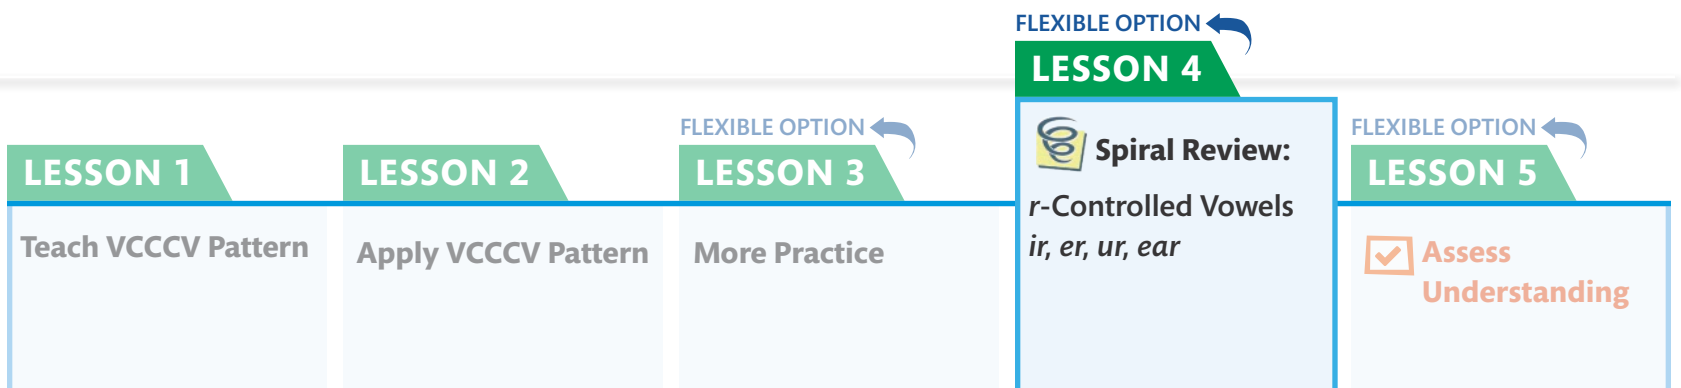 LESSON 1
Teach VCCCV Pattern
LESSON 2
Apply VCCCV Pattern
FLEXIBLE OPTION
LESSON 3
More Practice
FLEXIBLE OPTION
LESSON 4
Spiral Review:
r-Controlled Vowels
ir, er, ur, ear
FLEXIBLE OPTION
LESSON 5
Assess
Understanding